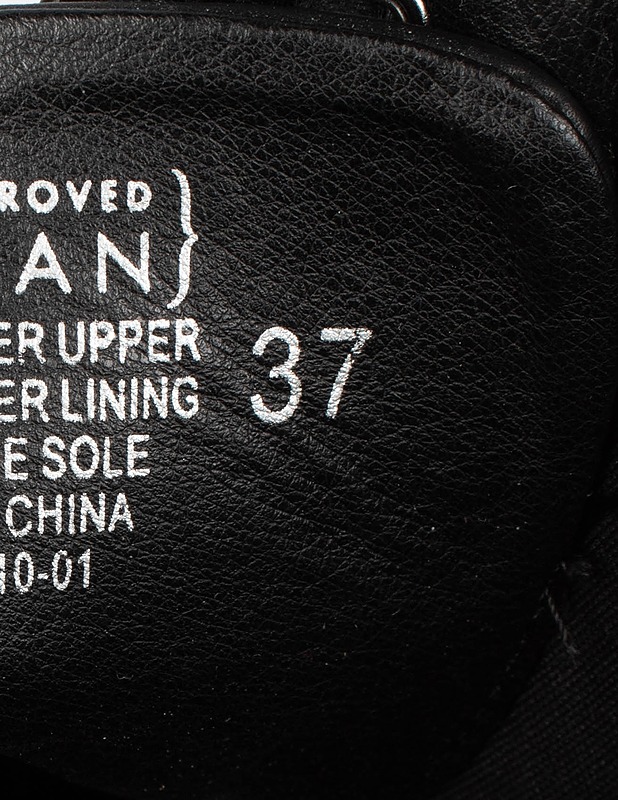 ROVED }
AN
ER UPPER
ER LINING 37
E SOLE
CHINA
10-01